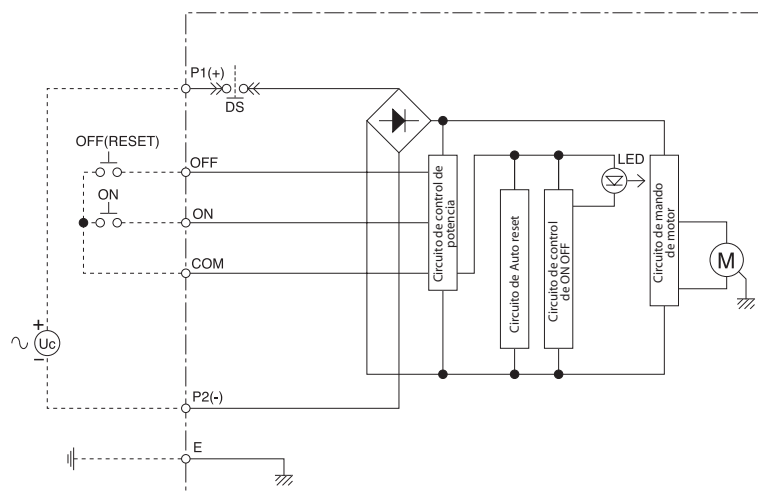 P1(+)
DS
OFF(RESET)
OFF
ON
ON
COM
Circuito de control de
potencia
Circuito de Auto reset
Circuito de control
de ON OFF
LED
Circuito de mando
de motor
M
+
Uc
−
P2(-)
E